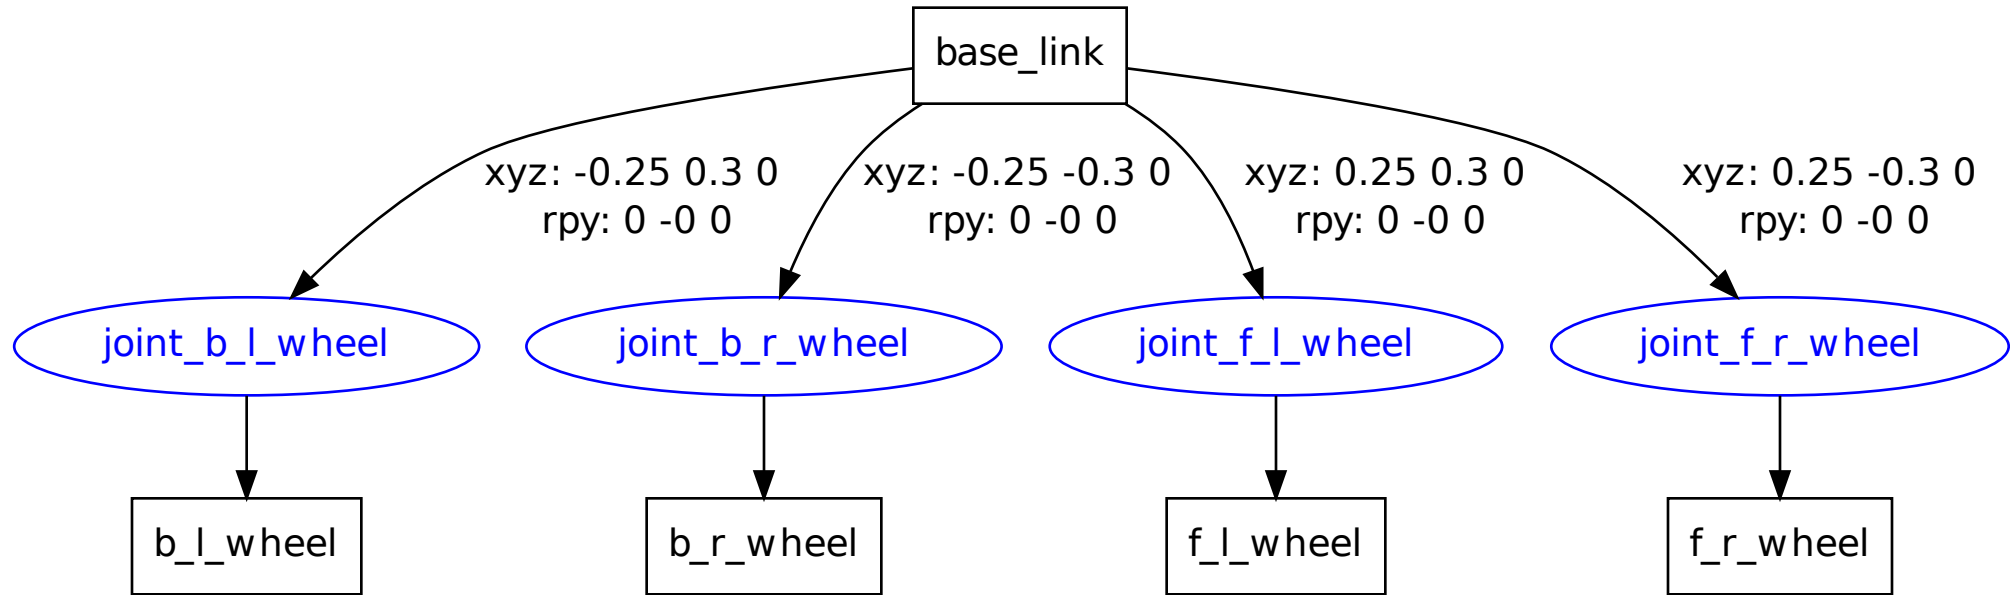 base_link
xyz: -0.25 0.3 0
rpy: 0 -0 0
xyz: -0.25 -0.3 0
rpy: 0 -0 0
xyz: 0.25 0.3 0
rpy: 0 -0 0
xyz: 0.25 -0.3 0
rpy: 0 -0 0
joint_b_l_wheel
joint_b_r_wheel
joint_f_l_wheel
joint_f_r_wheel
b_l_wheel
b_r_wheel
f_l_wheel
f_r_wheel